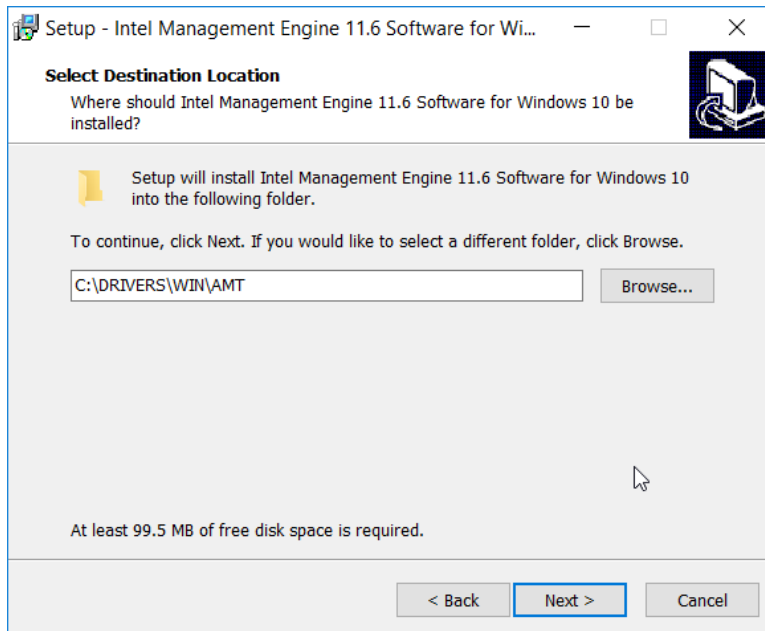 Setup - Intel Management Engine 11.6 Software for Wi...
Select Destination Location
Where should Intel Management Engine 11.6 Software for Windows 10 be
installed?
Setup will install Intel Management Engine 11.6 Software for Windows 10
into the following folder.
To continue, click Next. If you would like to select a different folder, click Browse.
C:\DRIVERS\WIN\AMT
Browse...
At least 99.5 MB of free disk space is required.
< Back
Next >
Cancel